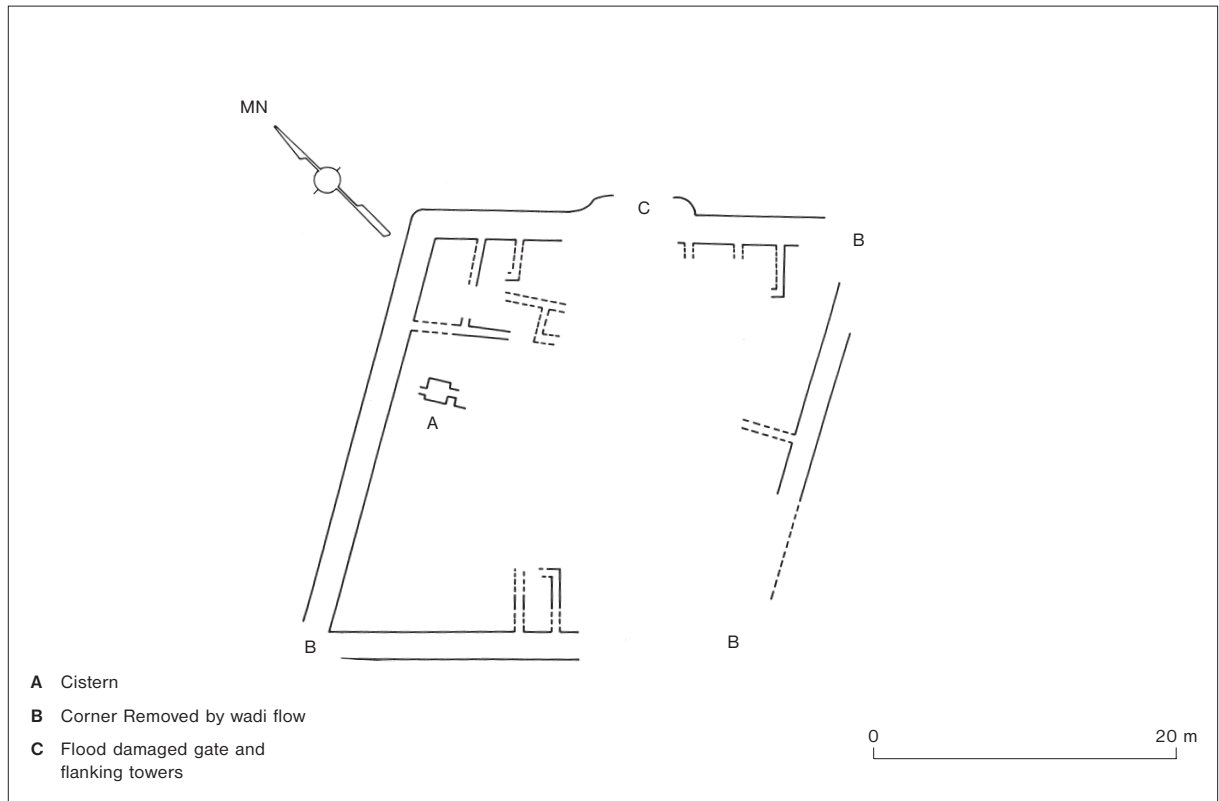 MN
C
B
A
B
B
A Cistern
B Corner Removed by wadi flow
C Flood damaged gate and
flanking towers
0 20 m